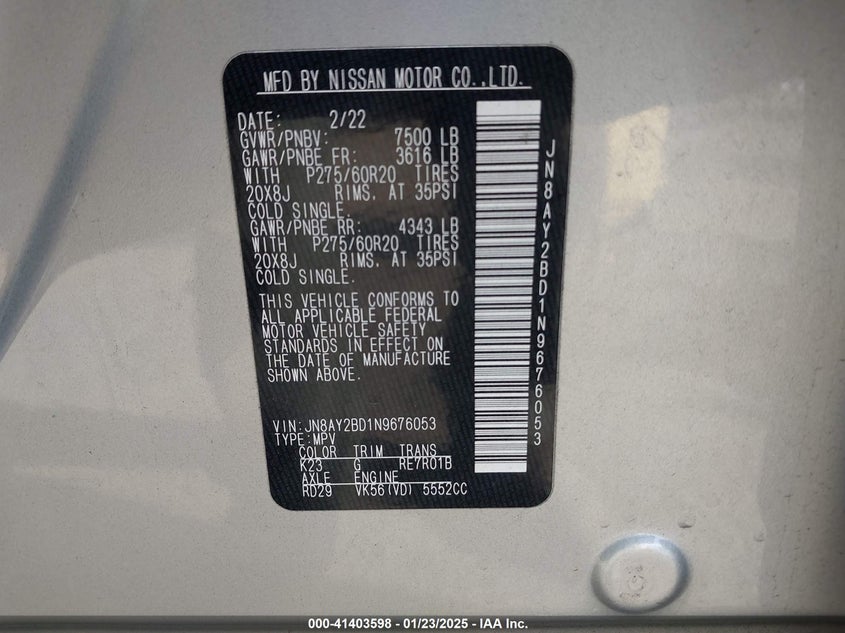 MFD BY NISSAN MOTOR CO.,LTD.
DATE: 2/22
GVWR/PNBV: 7500 LB
GAWR/PNBE FR: 3616 LB
WITH P275/60R20 TIRES
20X8J RIMS. AT 35PSI
COLD SINGLE.
GAWR/PNBE RR: 4343 LB
WITH P275/60R20 TIRES
20X8J RIMS. AT 35PSI
COLD SINGLE.
THIS VEHICLE CONFORMS TO
ALL APPLICABLE FEDERAL
MOTOR VEHICLE SAFETY
STANDARDS IN EFFECT ON
THE DATE OF MANUFACTURE
SHOWN ABOVE.
VIN: JN8AY2BD1N9676053
TYPE: MPV
COLOR TRIM TRANS
K23 G RE7R01B
AXLE ENGINE
RD29 VK56(VD) 5552CC
JN8AY2BD1N9676053
000-41403598 - 01/23/2025 - IAA Inc.